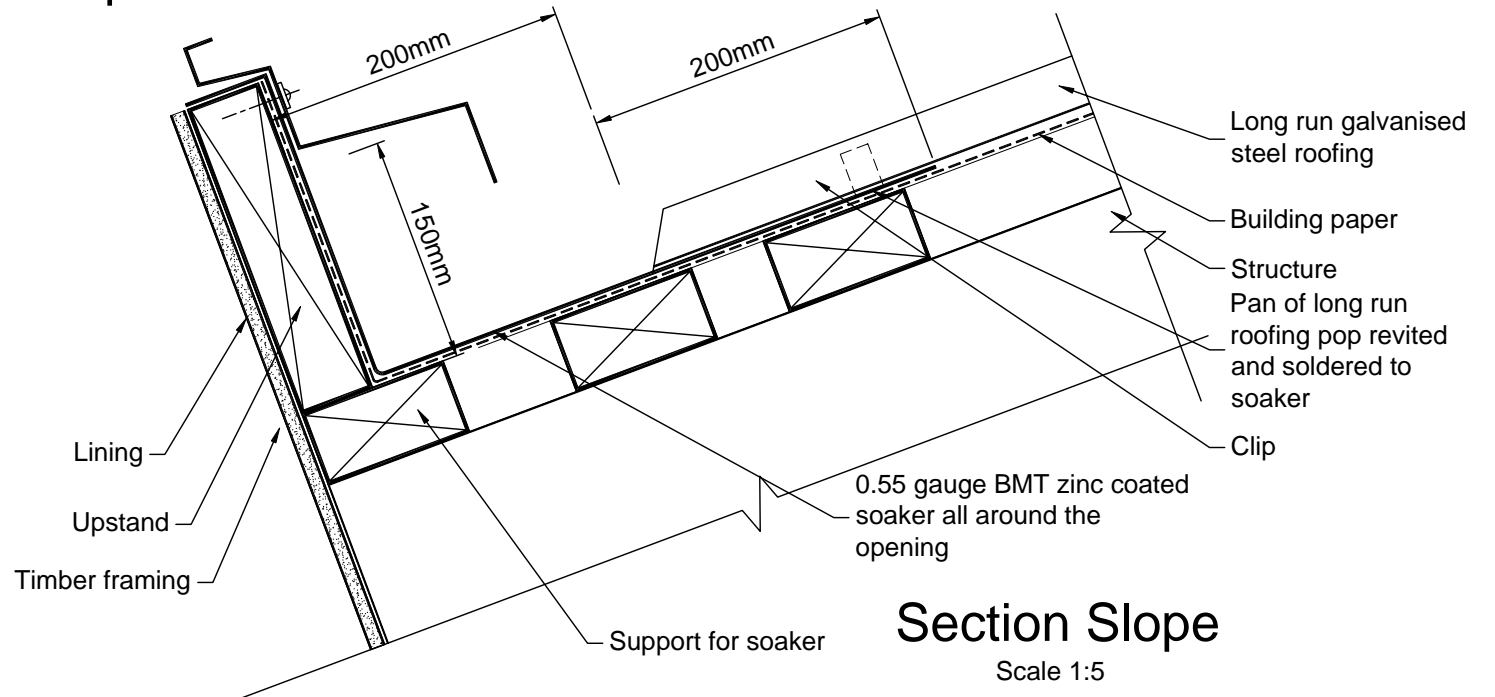 200mm
200mm
150mm
Long run galvanised
steel roofing
Building paper
Structure
Pan of long run
roofing pop revited
and soldered to
soaker
Clip
Lining
Upstand
Timber framing
0.55 gauge BMT zinc coated
soaker all around the
opening
Support for soaker
Section Slope
Scale 1:5